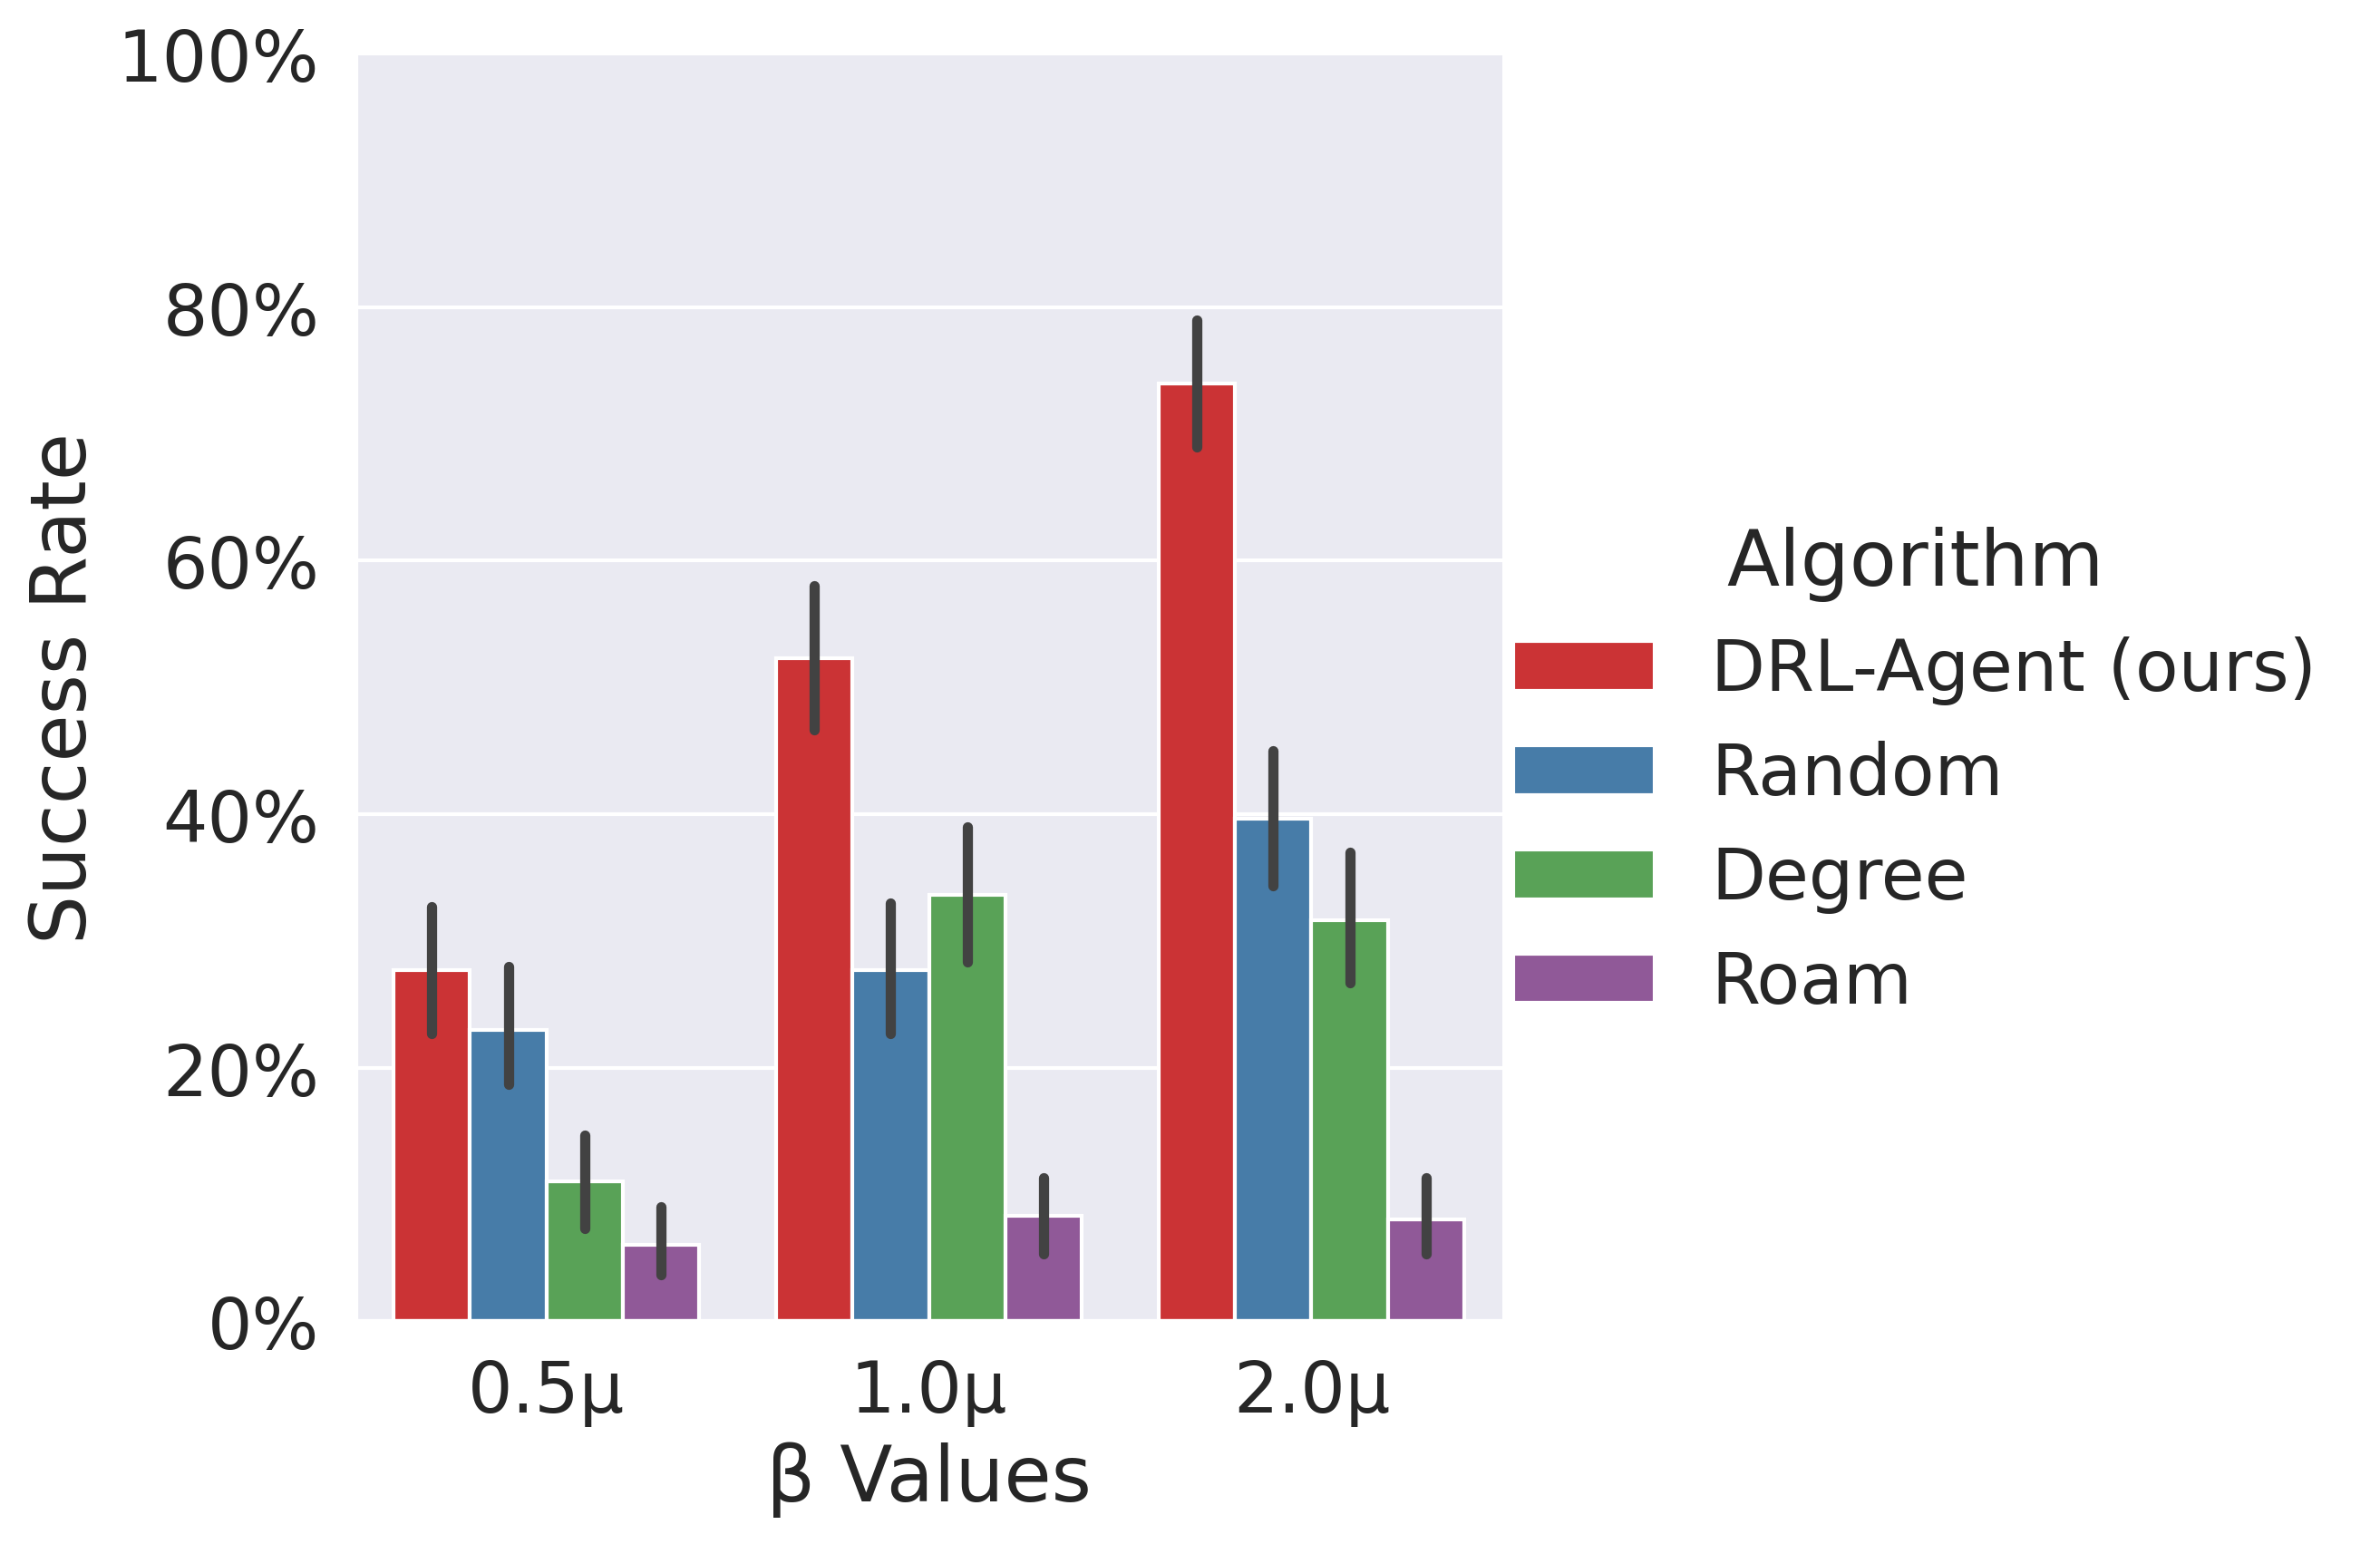 100%
80%
60%
40%
20%
0%
Success Rate
0.5μ 1.0μ 2.0μ
β Values
Algorithm
DRL-Agent (ours)
Random
Degree
Roam